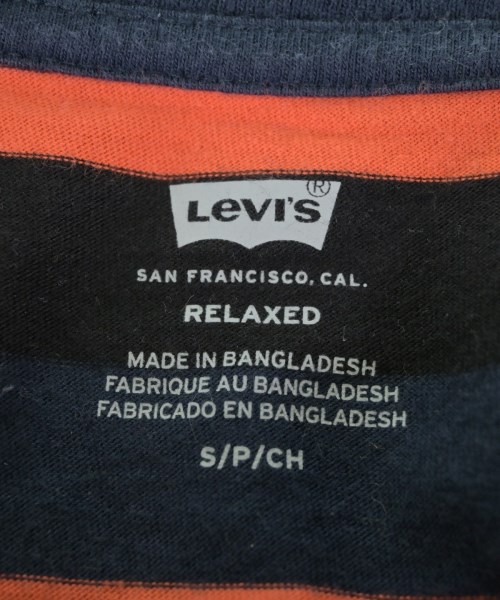 Levi's ®
SAN FRANCISCO, CAL.
RELAXED
MADE IN BANGLADESH
FABRIQUE AU BANGLADESH
FABRICADO EN BANGLADESH
S/P/CH